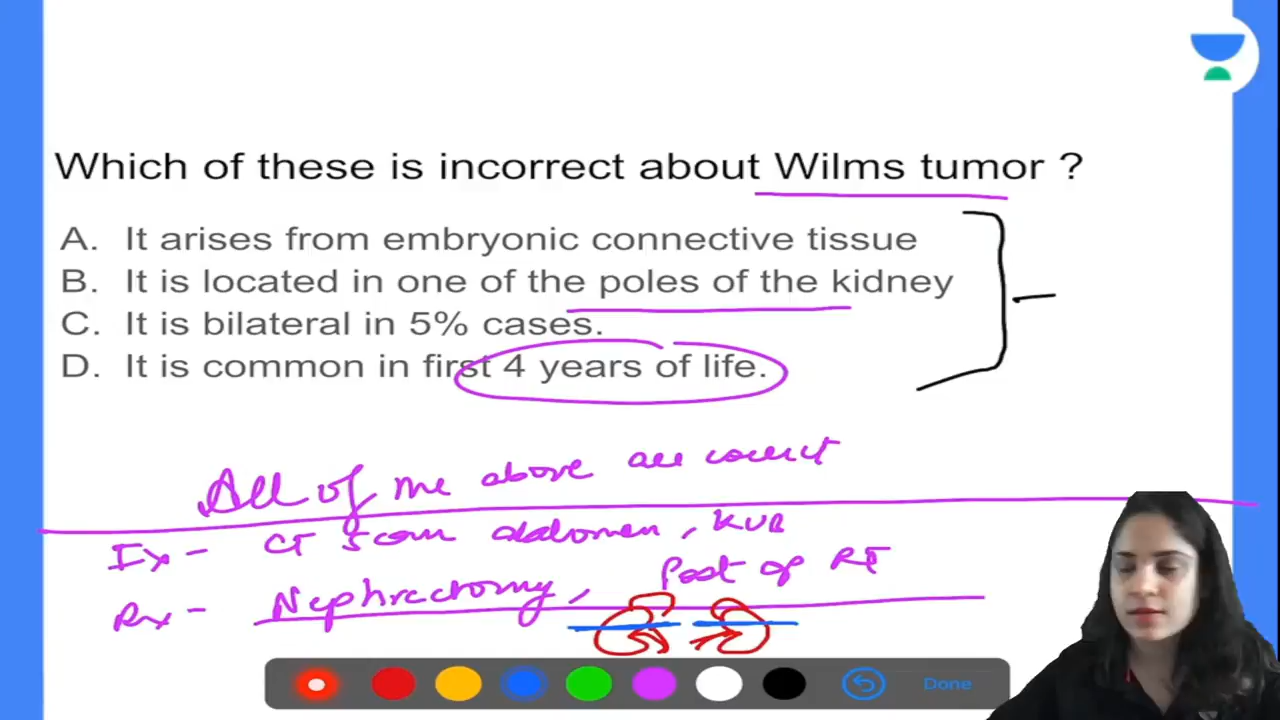 Which of these is incorrect about Wilms tumor ?
A. It arises from embryonic connective tissue
B. It is located in one of the poles of the kidney
C. It is bilateral in 5% cases.
D. It is common in first 4 years of life.
All of the above are correct
Ix - CT scan abdomen, KUB
Rx - Nephrectomy, Post op RT
Done